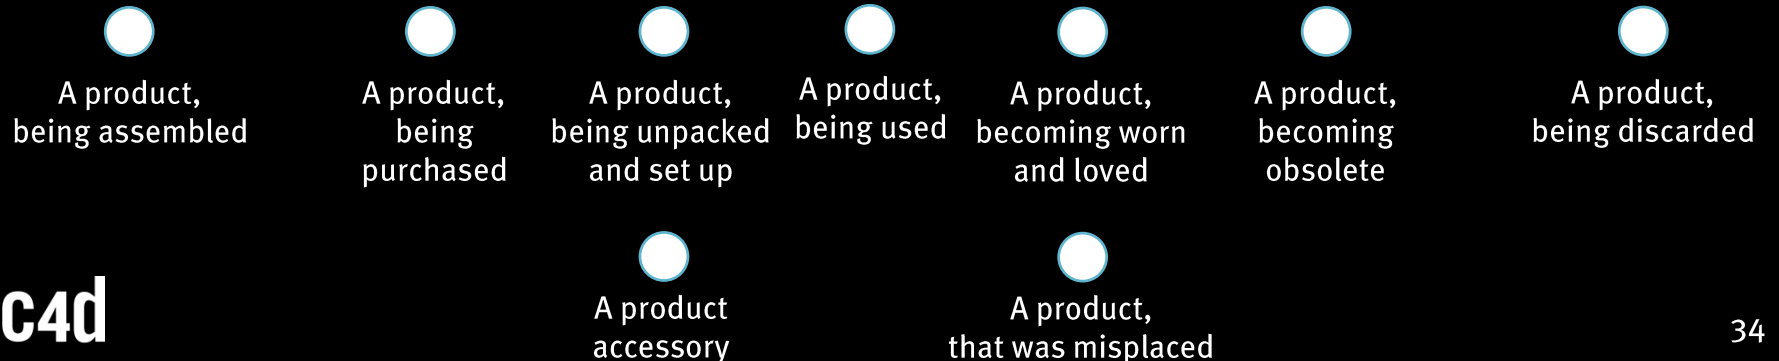 A product,
being assembled
A product,
being
purchased
A product,
being unpacked
and set up
A product,
being used
A product,
becoming worn
and loved
A product,
becoming
obsolete
A product,
being discarded
A product
accessory
A product,
that was misplaced
c4d
34